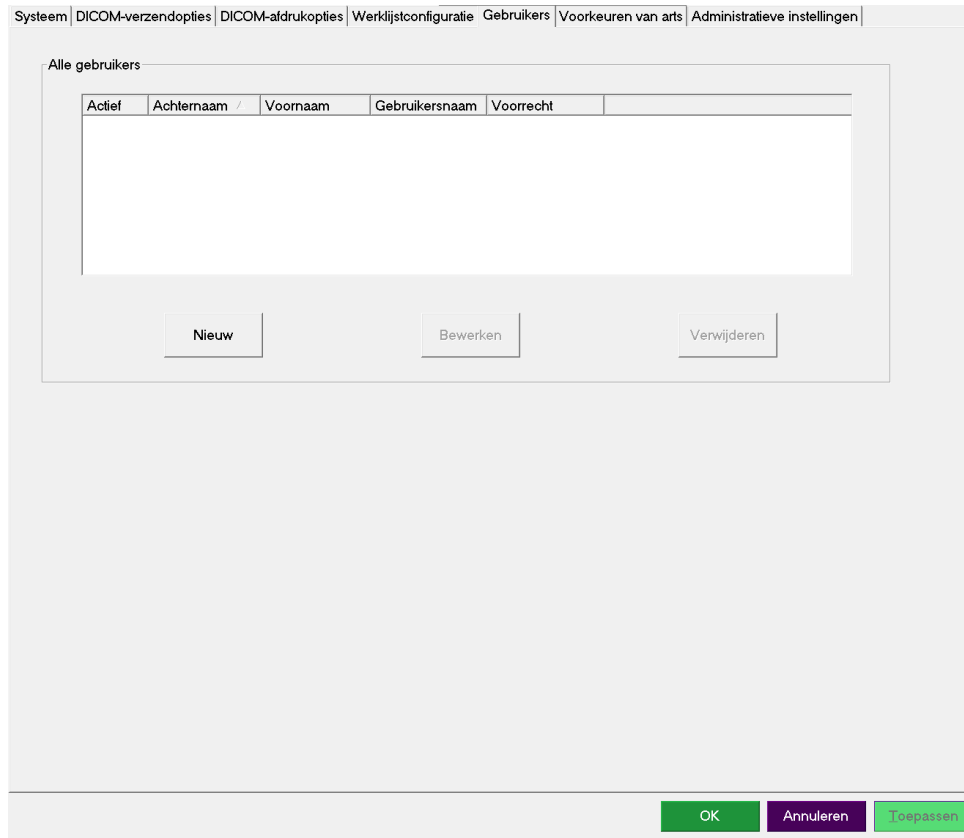 Systeem DICOM-verzendopties DICOM-afdrukopties Werklijstconfiguratie Gebruikers Voorkeuren van arts Administratieve instellingen
Alle gebruikers
Actief Achternaam Voornaam Gebruikersnaam Voorrecht
Nieuw Bewerken Verwijderen
OK Annuleren Toepassen